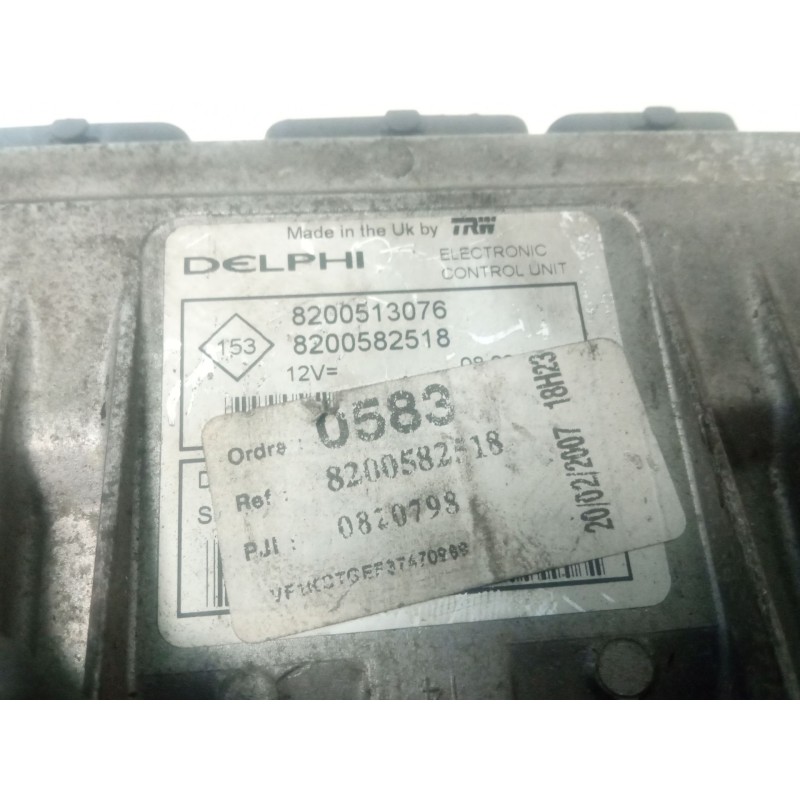 Made in the Uk by TRW
DELPHI
ELECTRONIC
CONTROL UNIT
153
8200513076
8200582518
12V=
Ordre : 0583
Ref : 8200582518
PJI : 0820798
20/02/2007 18H23
D
S